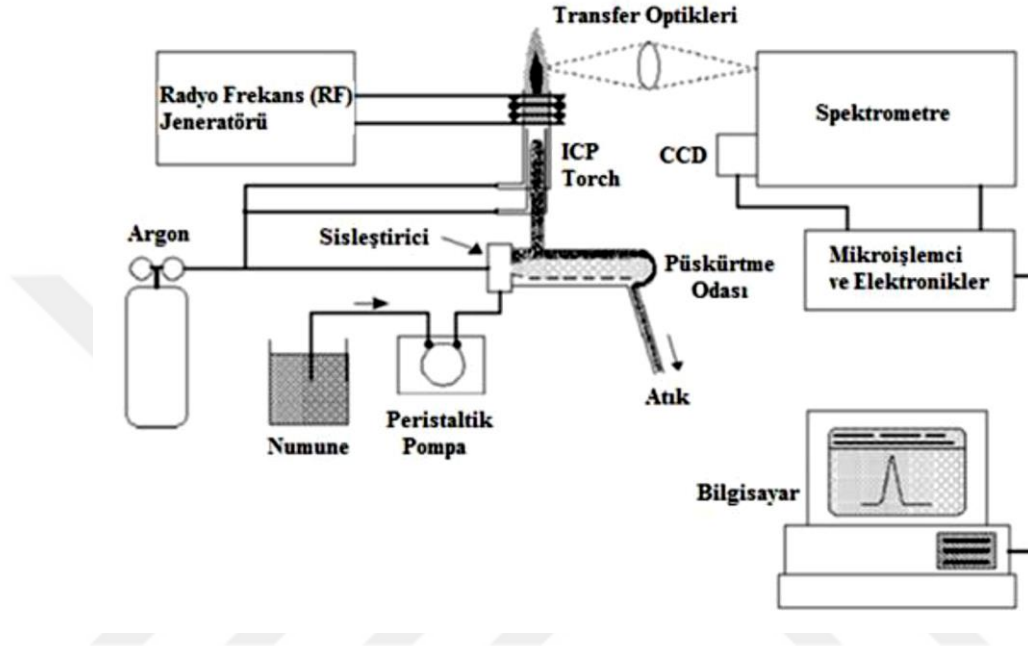 Transfer Optikleri
Radyo Frekans (RF)
Jeneratörü
Spektrometre
CCD
ICP
Torch
Argon
Sisleştirici
Püskürtme
Odası
Mikroişlemci
ve Elektronikler
Atık
Numune
Peristaltik
Pompa
Bilgisayar